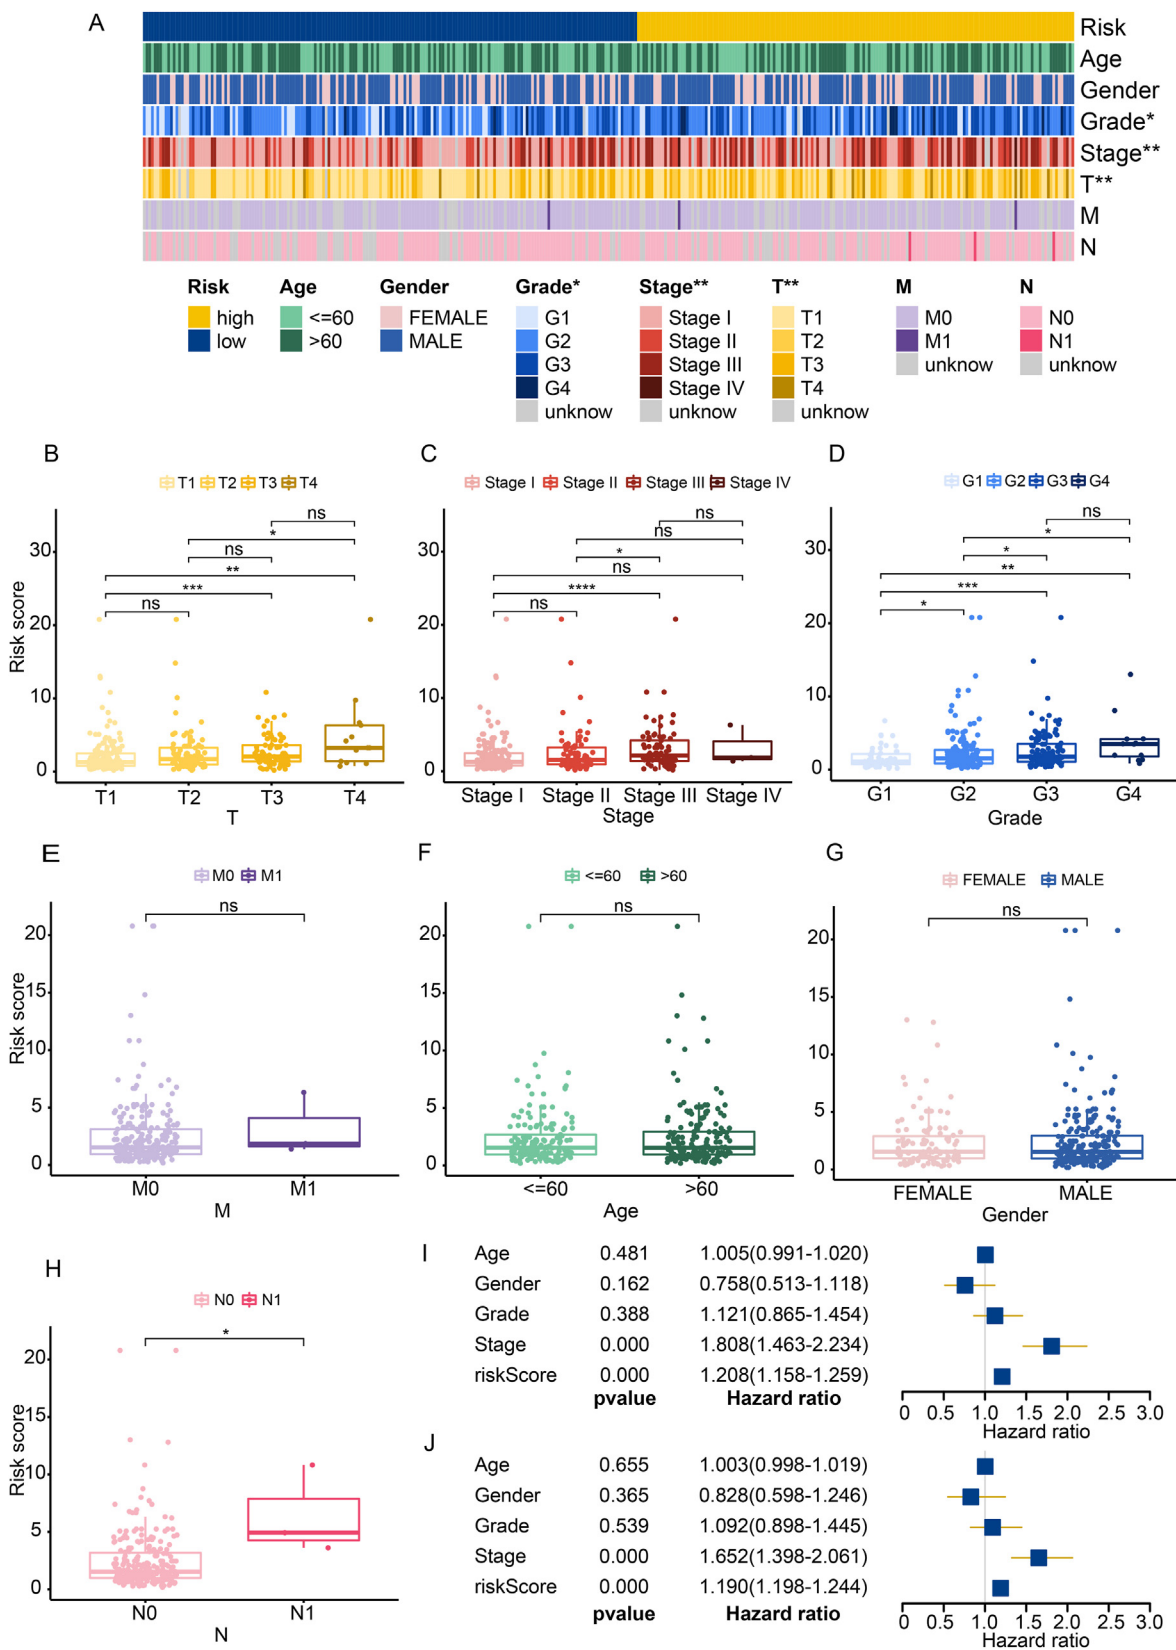 A
Risk
Age
Gender
Grade*
Stage**
T**
M
N
Risk Age Gender Grade* Stage** T** M N
high <=60 FEMALE G1 Stage I T1 M0 N0
low >60 MALE G2 Stage II T2 M1 N1
G3 Stage III T3 unknow unknow
G4 Stage IV T4
unknow unknow unknow
B
T1 T2 T3 T4
ns
*
ns
**
***
ns
Risk score
30
20
10
0
T1 T2 T3 T4
T
C
Stage I Stage II Stage III Stage IV
ns
ns
*
ns
****
ns
30
20
10
0
Stage I Stage II Stage III Stage IV
Stage
D
G1 G2 G3 G4
ns
*
*
**
***
*
30
20
10
0
G1 G2 G3 G4
Grade
E
M0 M1
ns
Risk score
20
15
10
5
0
M0 M1
M
F
<=60 >60
ns
20
15
10
5
0
<=60 >60
Age
G
FEMALE MALE
ns
20
15
10
5
0
FEMALE MALE
Gender
H
N0 N1
*
Risk score
20
15
10
5
0
N0 N1
N
I
Age 0.481 1.005(0.991-1.020)
Gender 0.162 0.758(0.513-1.118)
Grade 0.388 1.121(0.865-1.454)
Stage 0.000 1.808(1.463-2.234)
riskScore 0.000 1.208(1.158-1.259)
pvalue Hazard ratio
0 0.5 1.0 1.5 2.0 2.5 3.0
Hazard ratio
J
Age 0.655 1.003(0.998-1.019)
Gender 0.365 0.828(0.598-1.246)
Grade 0.539 1.092(0.898-1.445)
Stage 0.000 1.652(1.398-2.061)
riskScore 0.000 1.190(1.198-1.244)
pvalue Hazard ratio
0 0.5 1.0 1.5 2.0 2.5 3.0
Hazard ratio